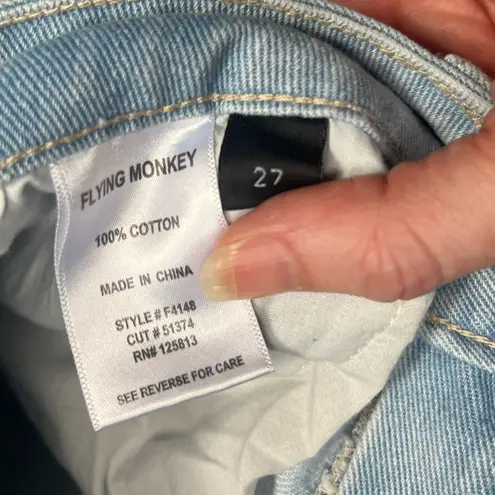 FLYING MONKEY
27
100% COTTON
MADE IN CHINA
STYLE # F4148
CUT # 51374
RN# 125813
SEE REVERSE FOR CARE